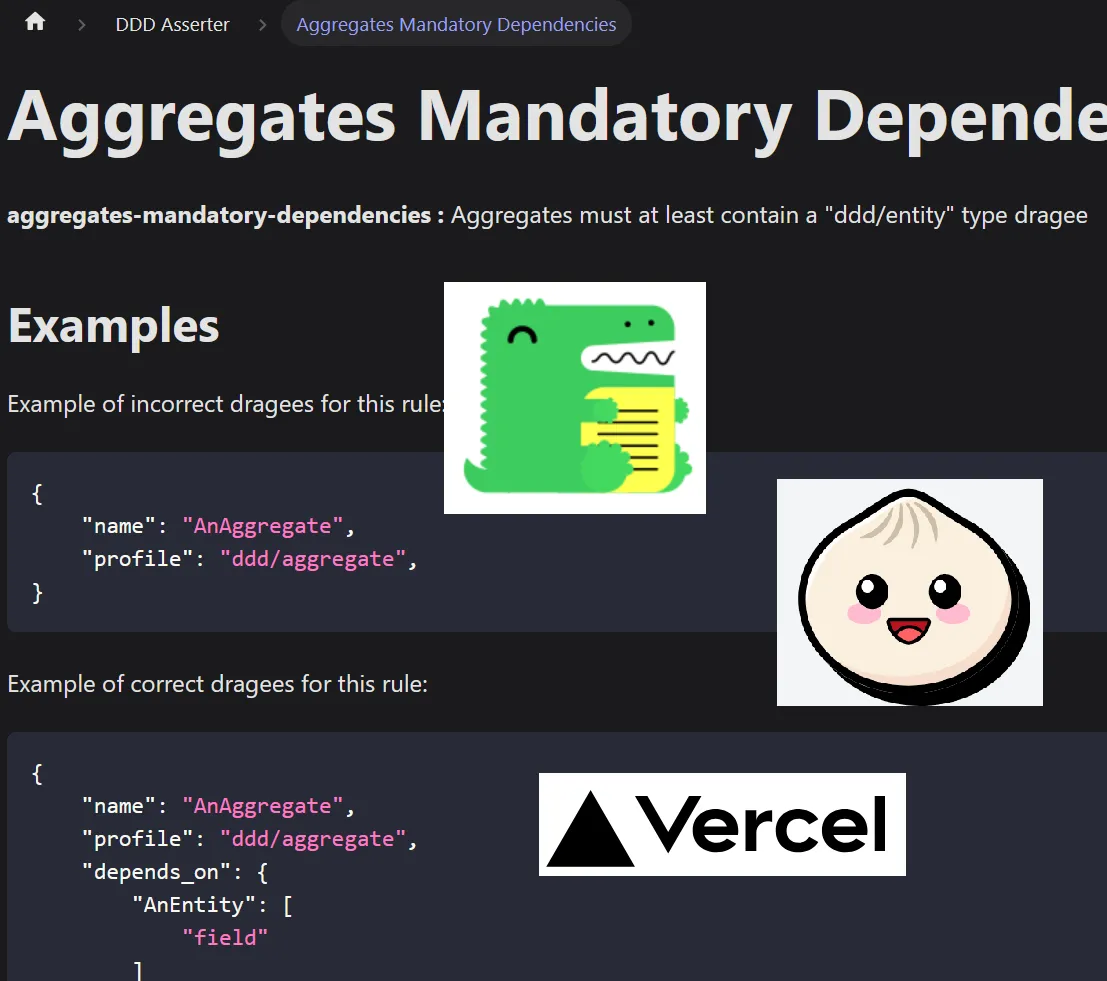 DDD Asserter
Aggregates Mandatory Dependencies
Aggregates Mandatory Depende
aggregates-mandatory-dependencies : Aggregates must at least contain a "ddd/entity" type dragee
Examples
Example of incorrect dragees for this rule:
{
"name": "AnAggregate",
"profile": "ddd/aggregate",
}
Example of correct dragees for this rule:
{
"name": "AnAggregate",
"profile": "ddd/aggregate",
"depends_on": {
"AnEntity": [
"field"
]
Vercel